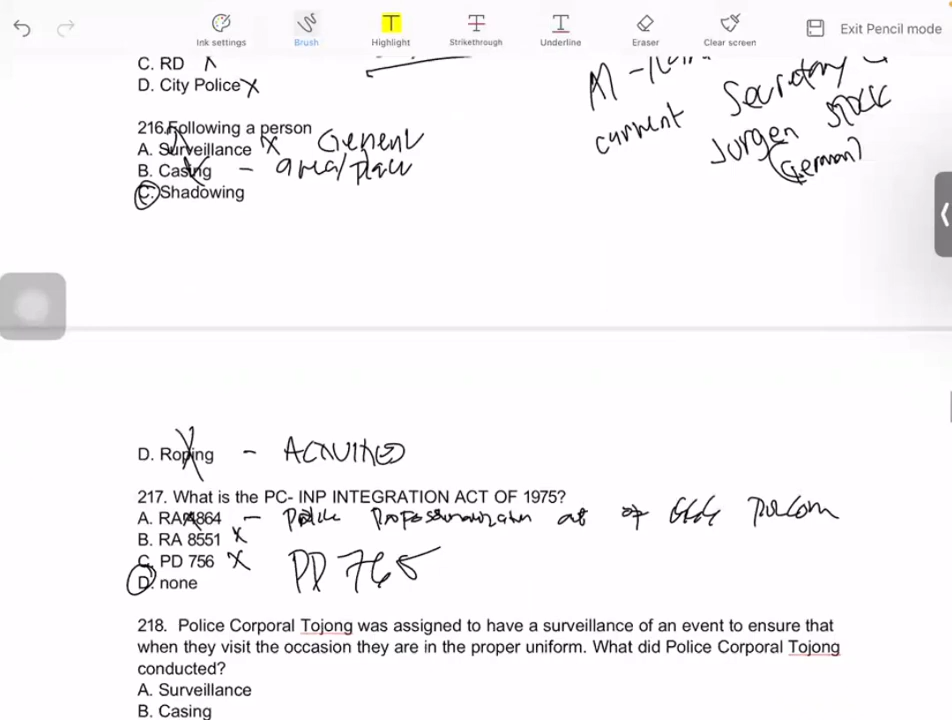 Ink settings
Brush
Highlight
Strikethrough
Underline
Eraser
Clear screen
Exit Pencil mode
C. RD
D. City Police X
current
Secretary
Jurgen Stock
(German)
216.Following a person
A. Surveillance X General
B. Casing - area/place
C. Shadowing
D. Roping - Activities
217. What is the PC- INP INTEGRATION ACT OF 1975?
A. RA 4864 - Police Professionalization act of
B. RA 8551 X
C. PD 756 X PD 765
D. none
218. Police Corporal Tojong was assigned to have a surveillance of an event to ensure that
when they visit the occasion they are in the proper uniform. What did Police Corporal Tojong
conducted?
A. Surveillance
B. Casing